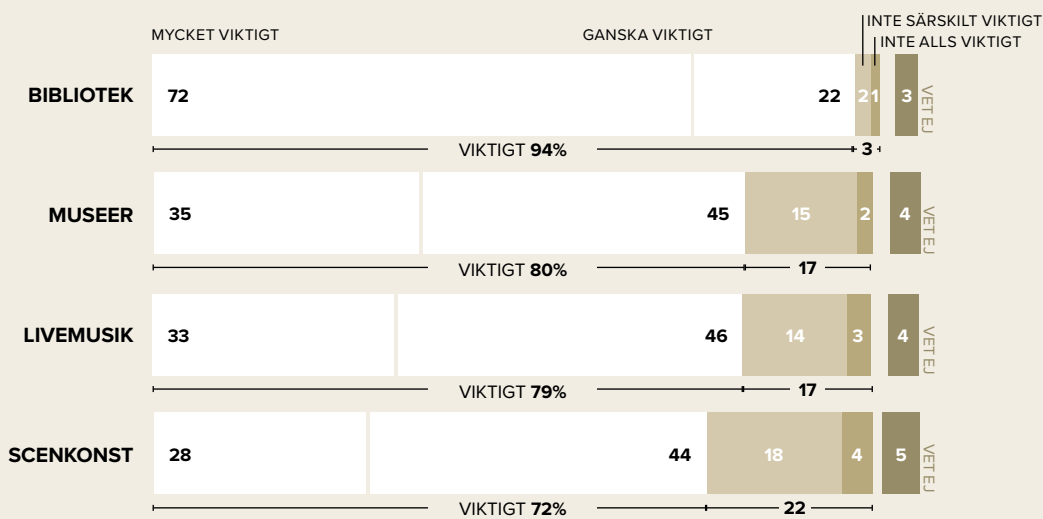 INTE SÄRSKILT VIKTIGT
MYCKET VIKTIGT GANSKA VIKTIGT INTE ALLS VIKTIGT
BIBLIOTEK 72 22 2 1 3 VET EJ
VIKTIGT 94% 3
MUSEER 35 45 15 2 4 VET EJ
VIKTIGT 80% 17
LIVEMUSIK 33 46 14 3 4 VET EJ
VIKTIGT 79% 17
SCENKONST 28 44 18 4 5 VET EJ
VIKTIGT 72% 22